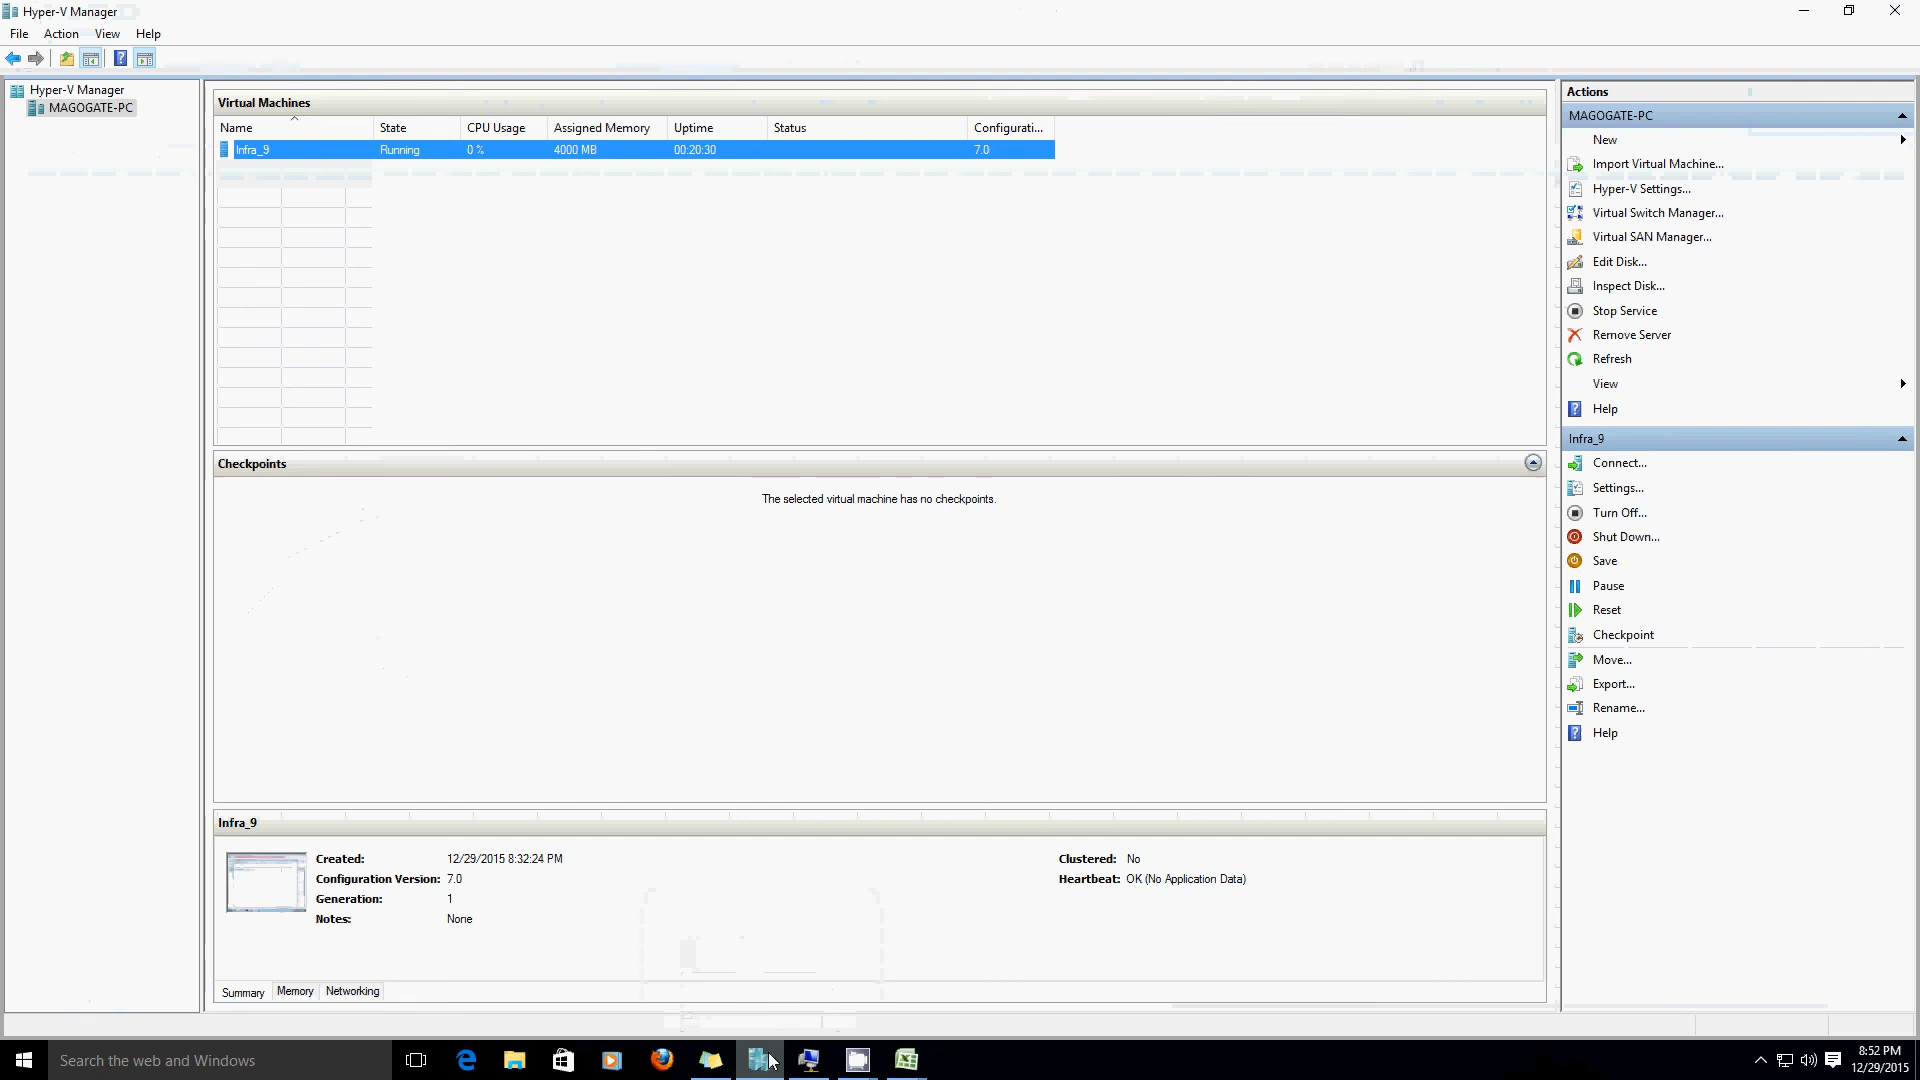 Hyper-V Manager
File Action View Help
Hyper-V Manager
MAGOGATE-PC
Virtual Machines
Name State CPU Usage Assigned Memory Uptime Status Configurati...
Infra_9 Running 0 % 4000 MB 00:20:30 7.0
Checkpoints
The selected virtual machine has no checkpoints.
Infra_9
Created: 12/29/2015 8:32:24 PM
Configuration Version: 7.0
Generation: 1
Notes: None
Clustered: No
Heartbeat: OK (No Application Data)
Summary Memory Networking
Actions
MAGOGATE-PC
New
Import Virtual Machine...
Hyper-V Settings...
Virtual Switch Manager...
Virtual SAN Manager...
Edit Disk...
Inspect Disk...
Stop Service
Remove Server
Refresh
View
Help
Infra_9
Connect...
Settings...
Turn Off...
Shut Down...
Save
Pause
Reset
Checkpoint
Move...
Export...
Rename...
Help
Search the web and Windows
8:52 PM
12/29/2015